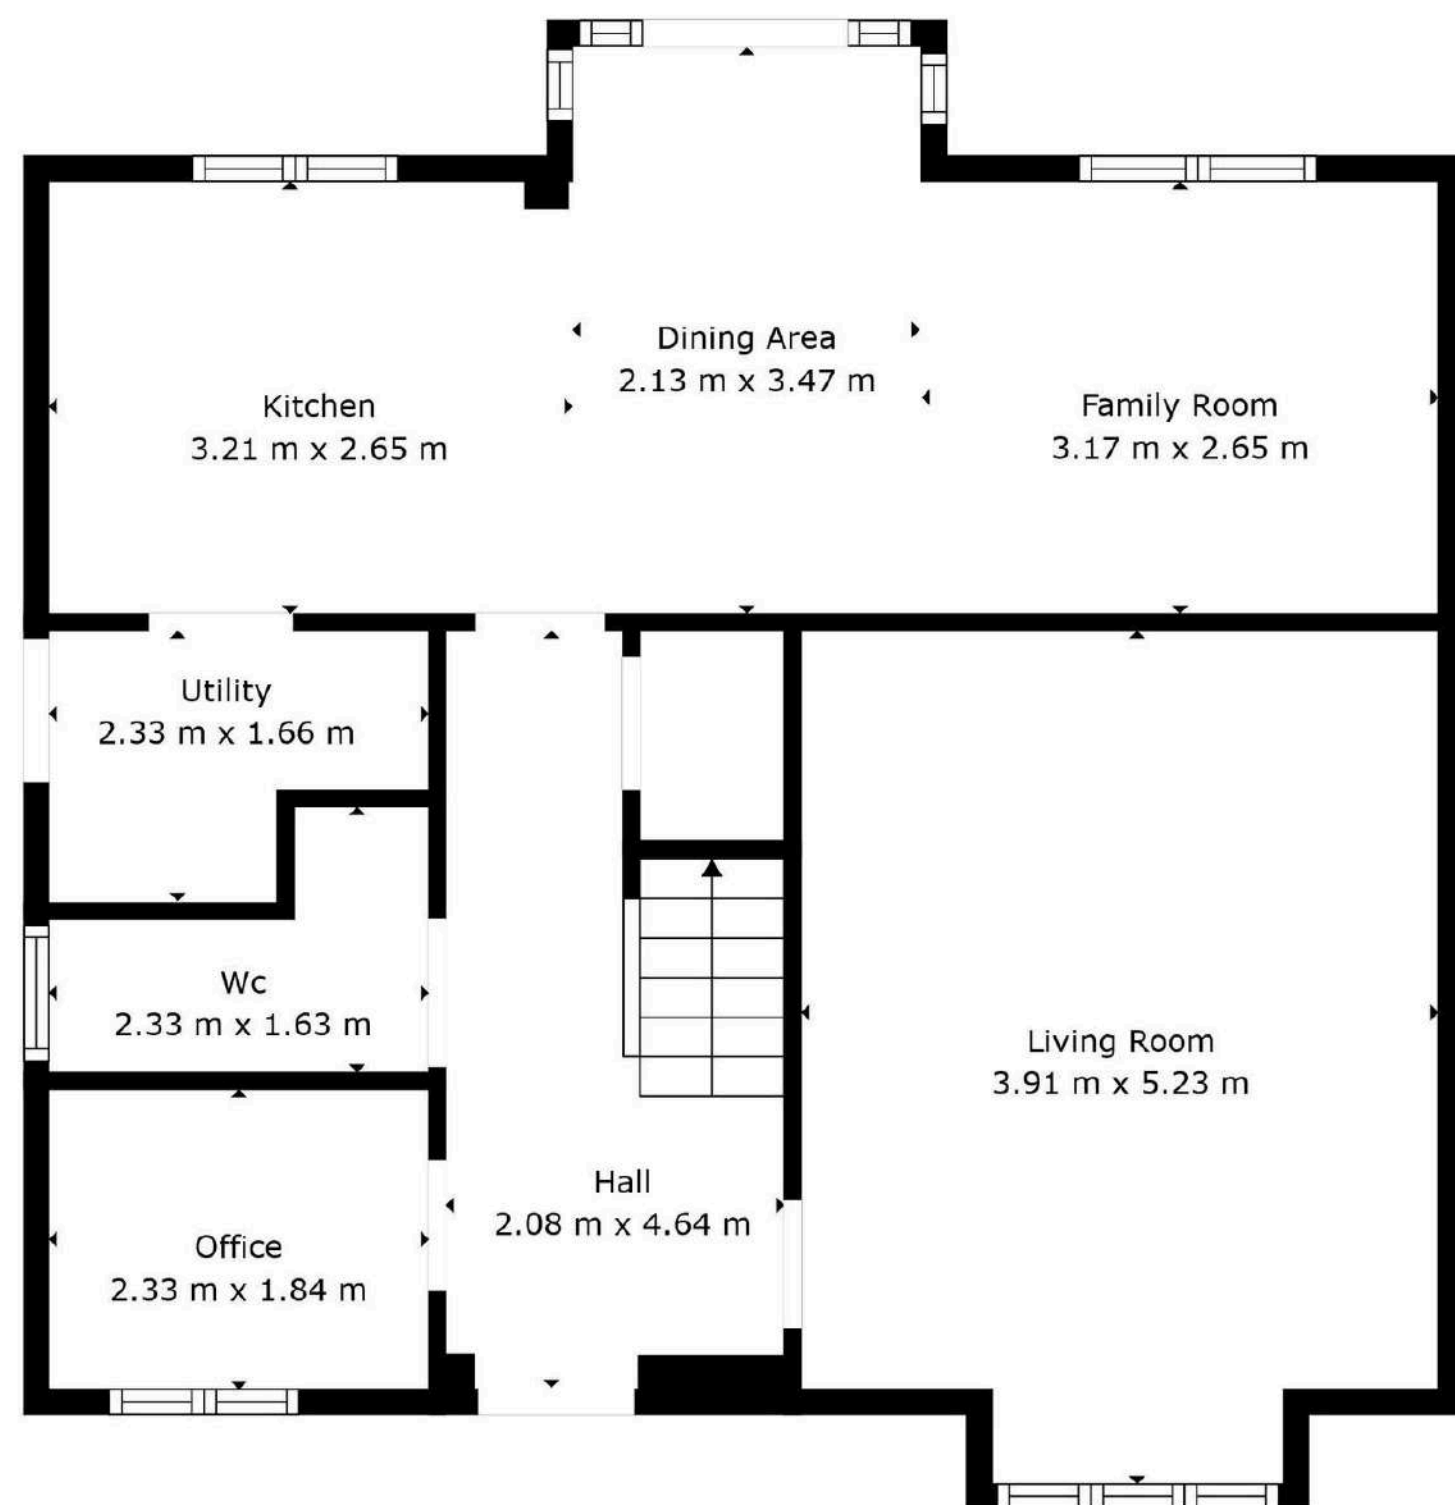 Dining Area
2.13 m x 3.47 m
Kitchen
3.21 m x 2.65 m
Family Room
3.17 m x 2.65 m
Utility
2.33 m x 1.66 m
Wc
2.33 m x 1.63 m
Living Room
3.91 m x 5.23 m
Hall
2.08 m x 4.64 m
Office
2.33 m x 1.84 m